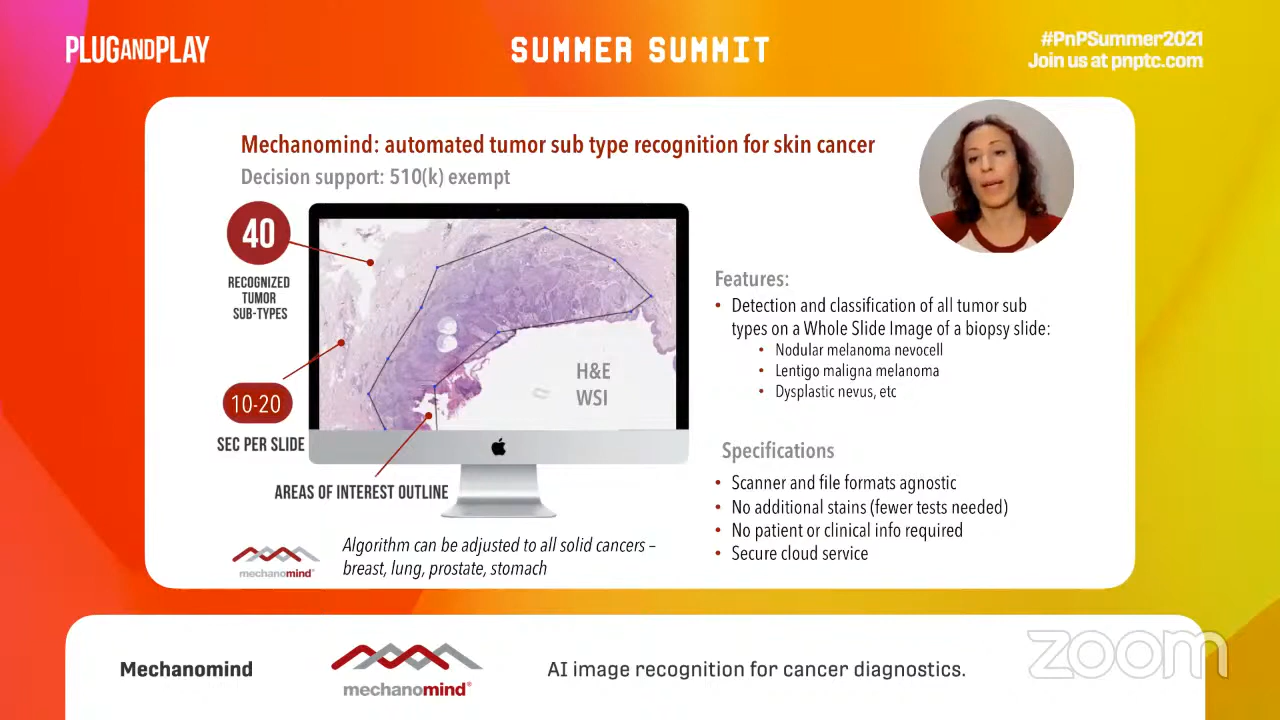 PLUGANDPLAY
SUMMER SUMMIT
#PnPSummer2021
Join us at pnptc.com
Mechanomind: automated tumor sub type recognition for skin cancer
Decision support: 510(k) exempt
40
RECOGNIZED
TUMOR
SUB-TYPES
10-20
SEC PER SLIDE
H&E
WSI
AREAS OF INTEREST OUTLINE
mechanomind®
Algorithm can be adjusted to all solid cancers –
breast, lung, prostate, stomach
Features:
• Detection and classification of all tumor sub
types on a Whole Slide Image of a biopsy slide:
• Nodular melanoma nevocell
• Lentigo maligna melanoma
• Dysplastic nevus, etc
Specifications
• Scanner and file formats agnostic
• No additional stains (fewer tests needed)
• No patient or clinical info required
• Secure cloud service
Mechanomind
mechanomind®
AI image recognition for cancer diagnostics.
zoom